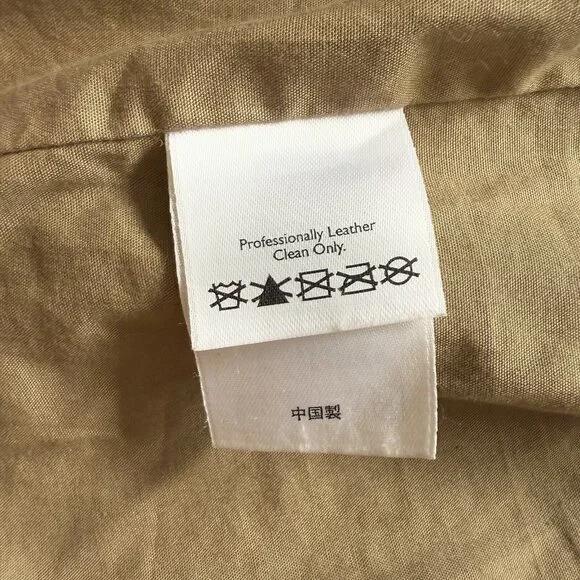 Professionally Leather
Clean Only.
中国製